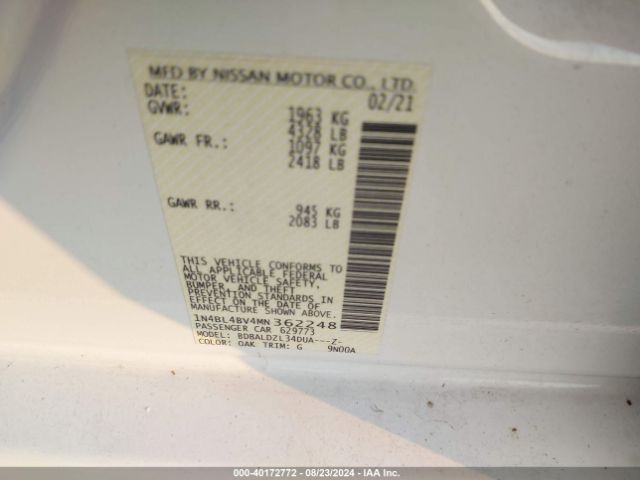 MFD BY NISSAN MOTOR CO., LTD.
DATE: 02/21
GVWR: 1963 KG
4328 LB
GAWR FR.: 1097 KG
2418 LB
GAWR RR.: 945 KG
2083 LB
THIS VEHICLE CONFORMS TO
ALL APPLICABLE FEDERAL
MOTOR VEHICLE SAFETY,
BUMPER, AND THEFT
PREVENTION STANDARDS IN
EFFECT ON THE DATE OF
MANUFACTURE SHOWN ABOVE.
1N4BL4BV4MN362248
PASSENGER CAR 629773
MODEL: BDBALDZL34DUA---Z-
COLOR: QAK TRIM: G 9N00A
000-40172772 - 08/23/2024 - IAA Inc.